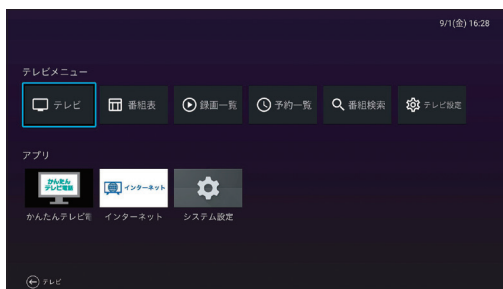 9/1(金) 16:28
テレビメニュー
テレビ
番組表
録画一覧
予約一覧
番組検索
テレビ設定
アプリ
かんたん
テレビ電話
インターネット
かんたんテレビ電
インターネット
システム設定
テレビ